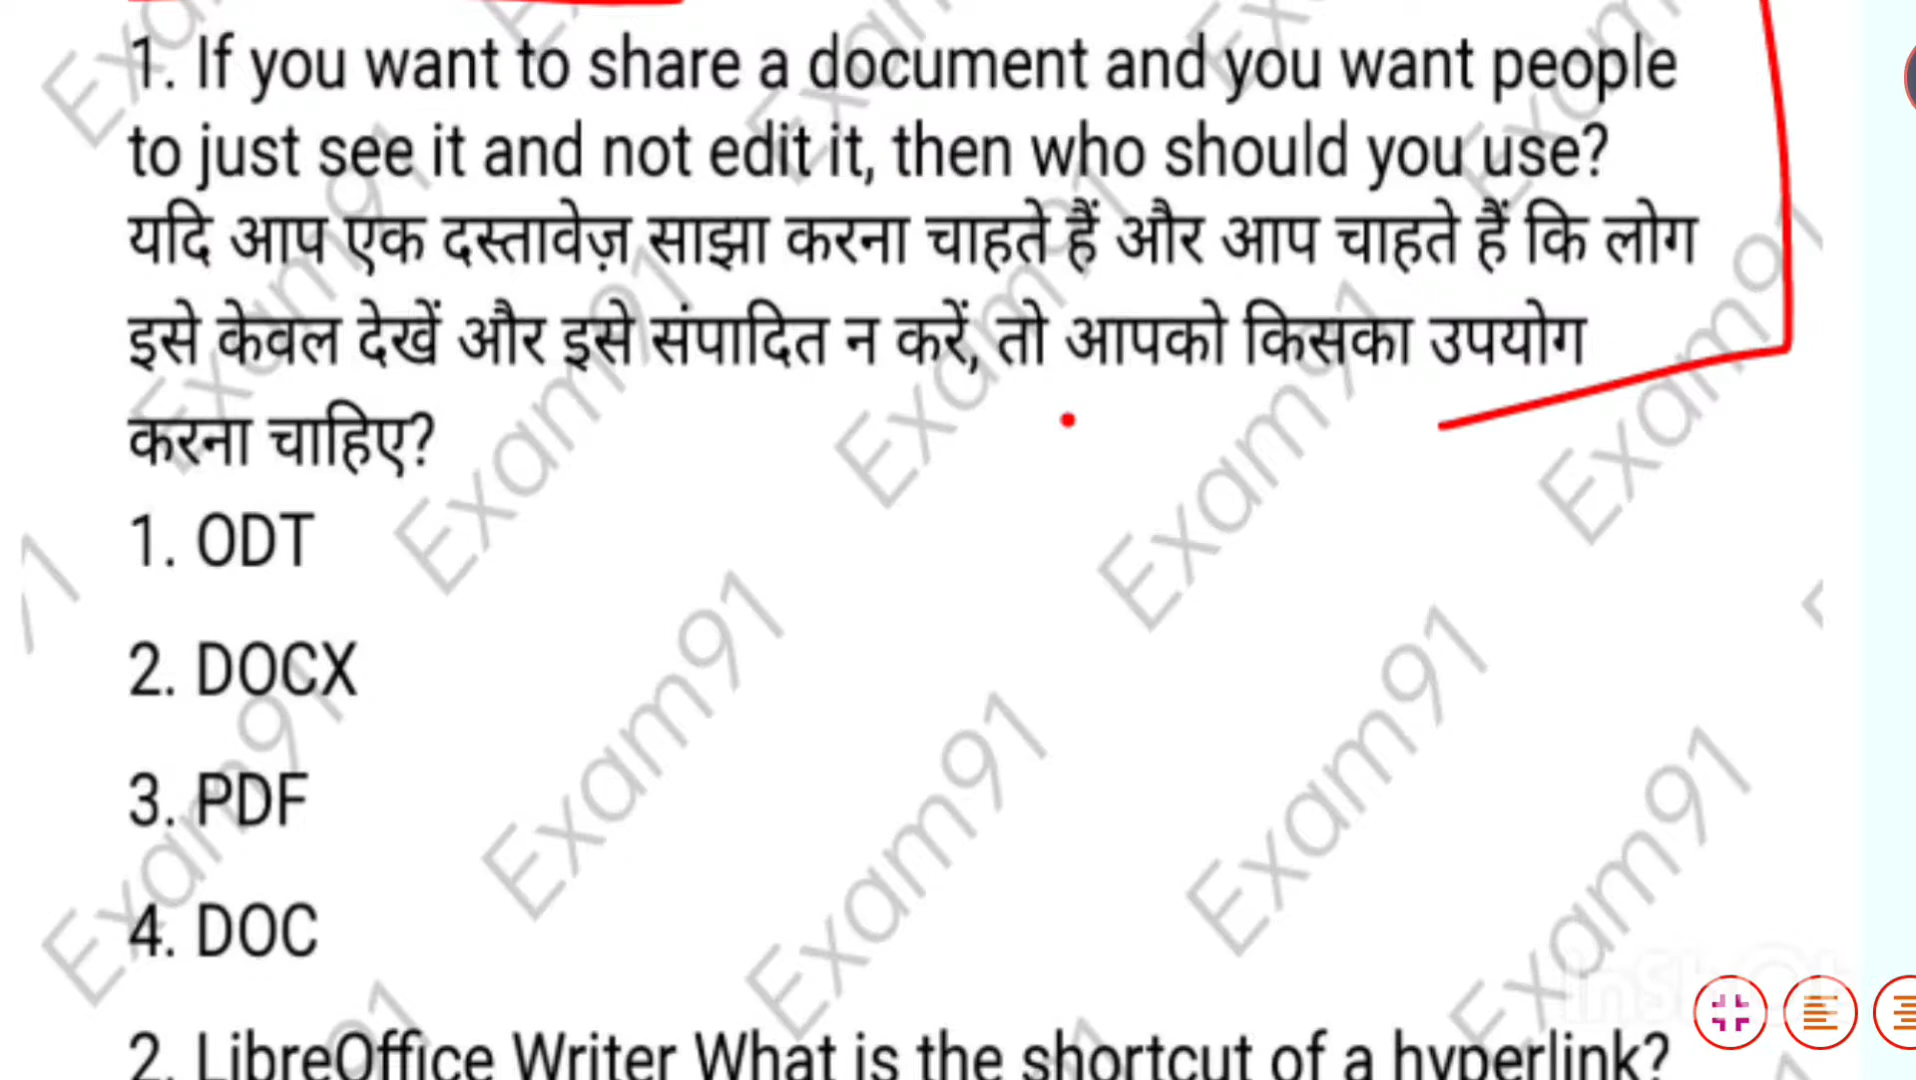 1. If you want to share a document and you want people
to just see it and not edit it, then who should you use?
यदि आप एक दस्तावेज़ साझा करना चाहते हैं और आप चाहते हैं कि लोग
इसे केवल देखें और इसे संपादित न करें, तो आपको किसका उपयोग
करना चाहिए?
1. ODT
2. DOCX
3. PDF
4. DOC
2. LibreOffice Writer What is the shortcut of a hyperlink?
Exam91
InShot